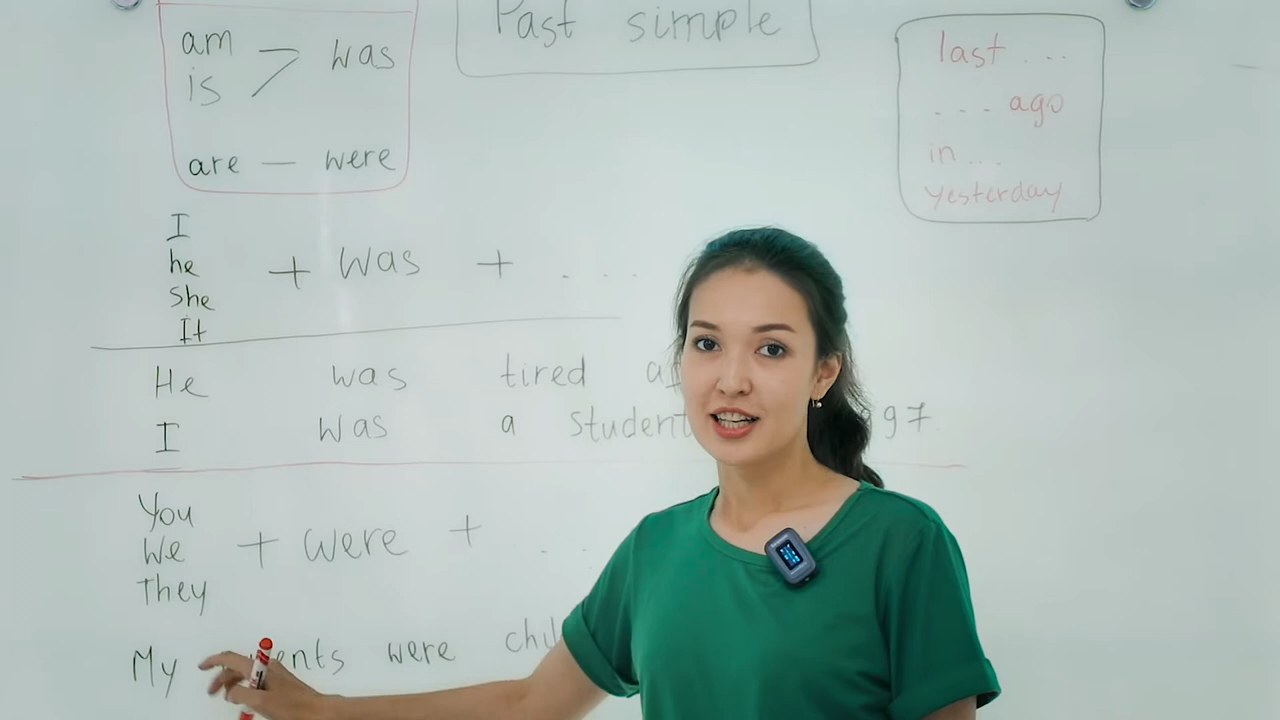 Past simple
am
is
was
are — were
last ...
... ago
in ...
yesterday
I
he
she
It
+ was + ....
He was tired
I was a student
You
We
they
+ were + ..
My were